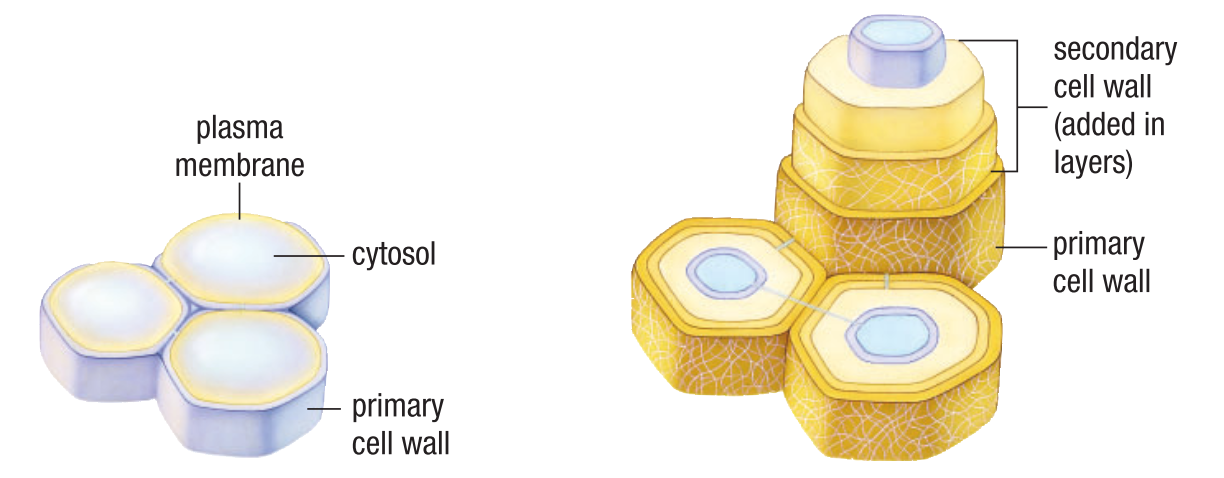 plasma
membrane
cytosol
primary
cell wall
secondary
cell wall
(added in
layers)
primary
cell wall